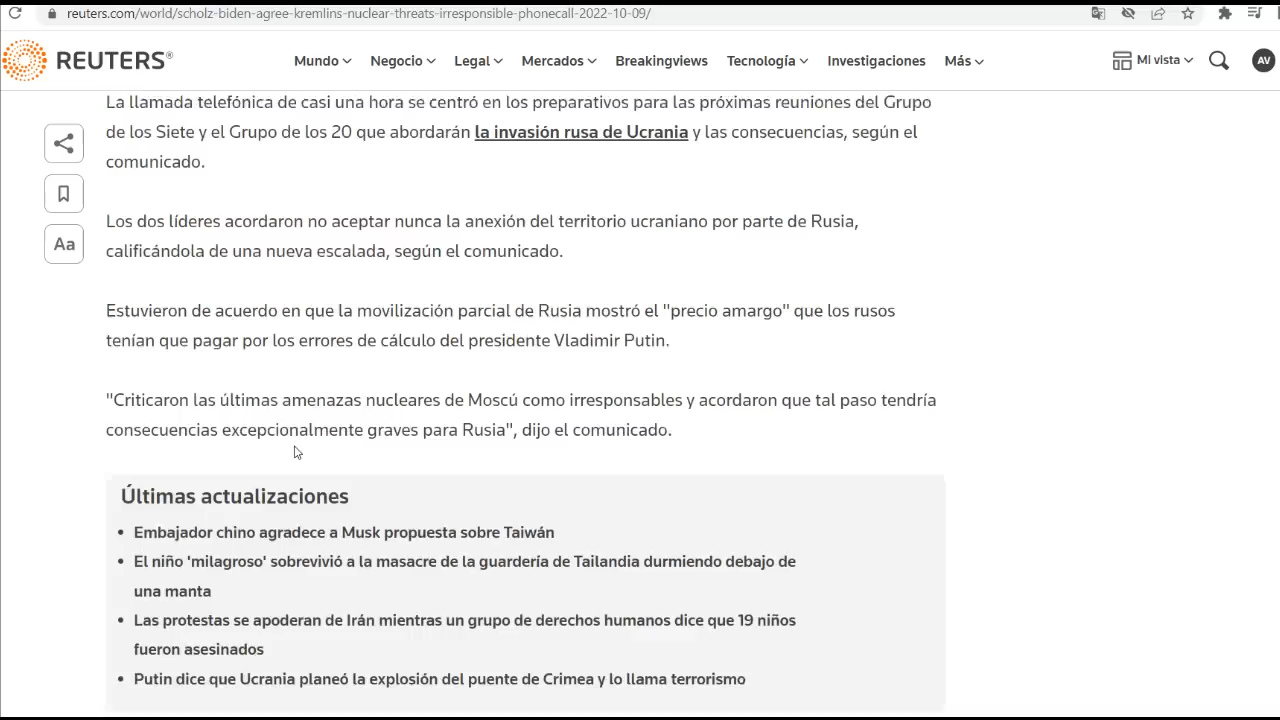 reuters.com/world/scholz-biden-agree-kremlins-nuclear-threats-irresponsible-phonecall-2022-10-09/
REUTERS®
Mundo
Negocio
Legal
Mercados
Breakingviews
Tecnología
Investigaciones
Más
Mi vista
AV
La llamada telefónica de casi una hora se centró en los preparativos para las próximas reuniones del Grupo
de los Siete y el Grupo de los 20 que abordarán la invasión rusa de Ucrania y las consecuencias, según el
comunicado.
Los dos líderes acordaron no aceptar nunca la anexión del territorio ucraniano por parte de Rusia,
calificándola de una nueva escalada, según el comunicado.
Aa
Estuvieron de acuerdo en que la movilización parcial de Rusia mostró el "precio amargo" que los rusos
tenían que pagar por los errores de cálculo del presidente Vladimir Putin.
"Criticaron las últimas amenazas nucleares de Moscú como irresponsables y acordaron que tal paso tendría
consecuencias excepcionalmente graves para Rusia", dijo el comunicado.
Últimas actualizaciones
• Embajador chino agradece a Musk propuesta sobre Taiwán
• El niño 'milagroso' sobrevivió a la masacre de la guardería de Tailandia durmiendo debajo de
una manta
• Las protestas se apoderan de Irán mientras un grupo de derechos humanos dice que 19 niños
fueron asesinados
• Putin dice que Ucrania planeó la explosión del puente de Crimea y lo llama terrorismo